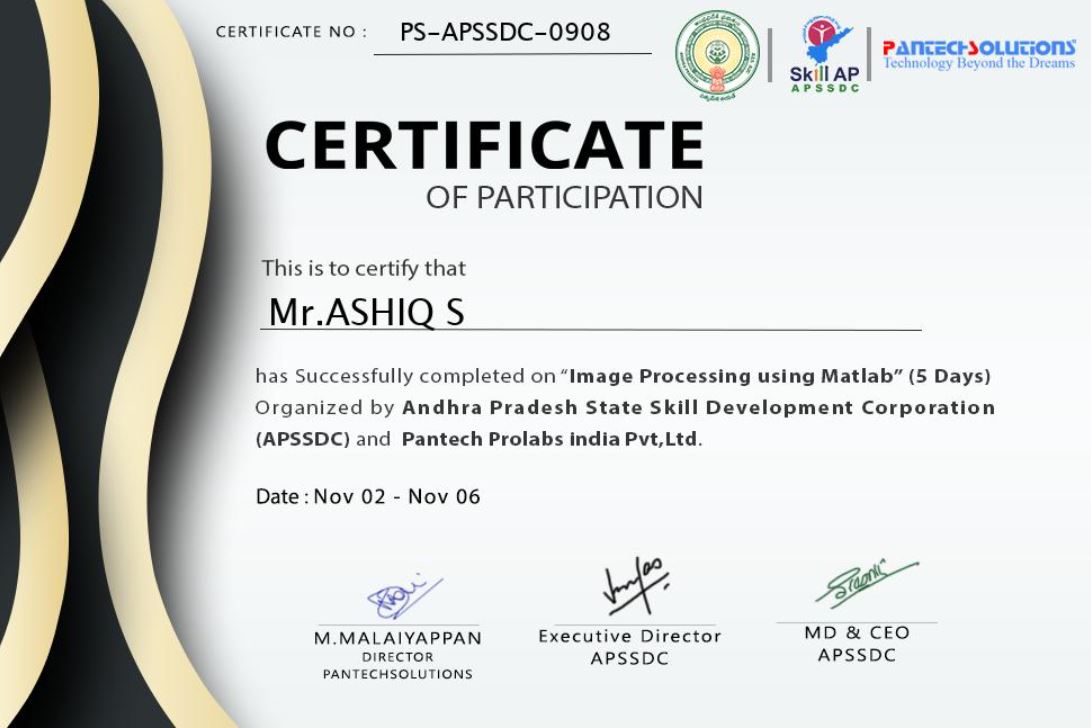 CERTIFICATE NO : PS-APSSDC-0908
Skill AP
APSSDC
PANTECHSOLUTIONS
Technology Beyond the Dreams
CERTIFICATE
OF PARTICIPATION
This is to certify that
Mr.ASHIQ S
has Successfully completed on “Image Processing using Matlab” (5 Days)
Organized by Andhra Pradesh State Skill Development Corporation
(APSSDC) and Pantech Prolabs india Pvt,Ltd.
Date : Nov 02 - Nov 06
M.MALAIYAPPAN
DIRECTOR
PANTECHSOLUTIONS
Executive Director
APSSDC
MD & CEO
APSSDC